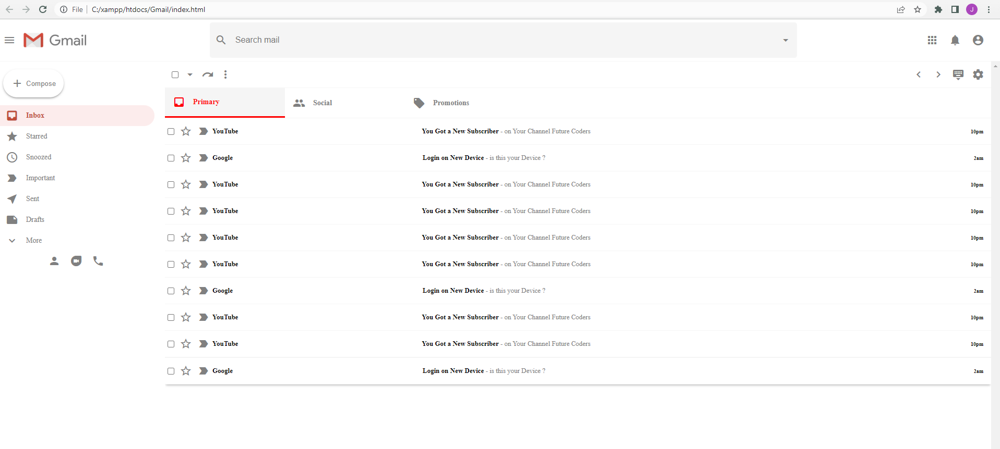 File C:/xampp/htdocs/Gmail/index.html J
Gmail Search mail
Compose
Inbox
Starred
Snoozed
Important
Sent
Drafts
More
Primary Social Promotions
YouTube You Got a New Subscriber - on Your Channel Future Coders 10pm
Google Login on New Device - is this your Device ? 2am
YouTube You Got a New Subscriber - on Your Channel Future Coders 10pm
YouTube You Got a New Subscriber - on Your Channel Future Coders 10pm
YouTube You Got a New Subscriber - on Your Channel Future Coders 10pm
YouTube You Got a New Subscriber - on Your Channel Future Coders 10pm
Google Login on New Device - is this your Device ? 2am
YouTube You Got a New Subscriber - on Your Channel Future Coders 10pm
YouTube You Got a New Subscriber - on Your Channel Future Coders 10pm
Google Login on New Device - is this your Device ? 2am